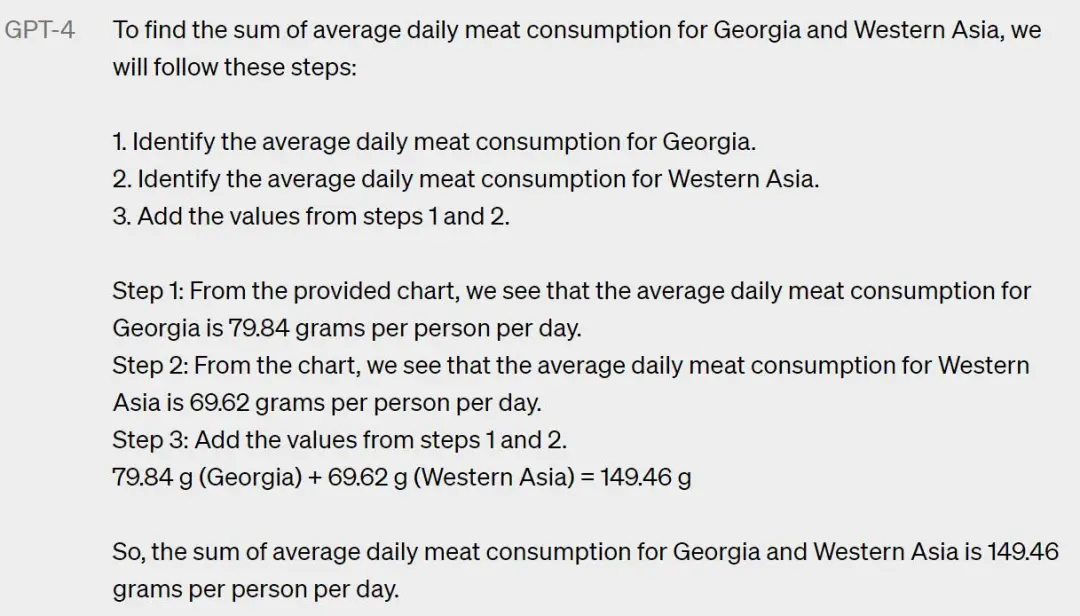 GPT-4 To find the sum of average daily meat consumption for Georgia and Western Asia, we
will follow these steps:
1. Identify the average daily meat consumption for Georgia.
2. Identify the average daily meat consumption for Western Asia.
3. Add the values from steps 1 and 2.
Step 1: From the provided chart, we see that the average daily meat consumption for
Georgia is 79.84 grams per person per day.
Step 2: From the chart, we see that the average daily meat consumption for Western
Asia is 69.62 grams per person per day.
Step 3: Add the values from steps 1 and 2.
79.84 g (Georgia) + 69.62 g (Western Asia) = 149.46 g
So, the sum of average daily meat consumption for Georgia and Western Asia is 149.46
grams per person per day.